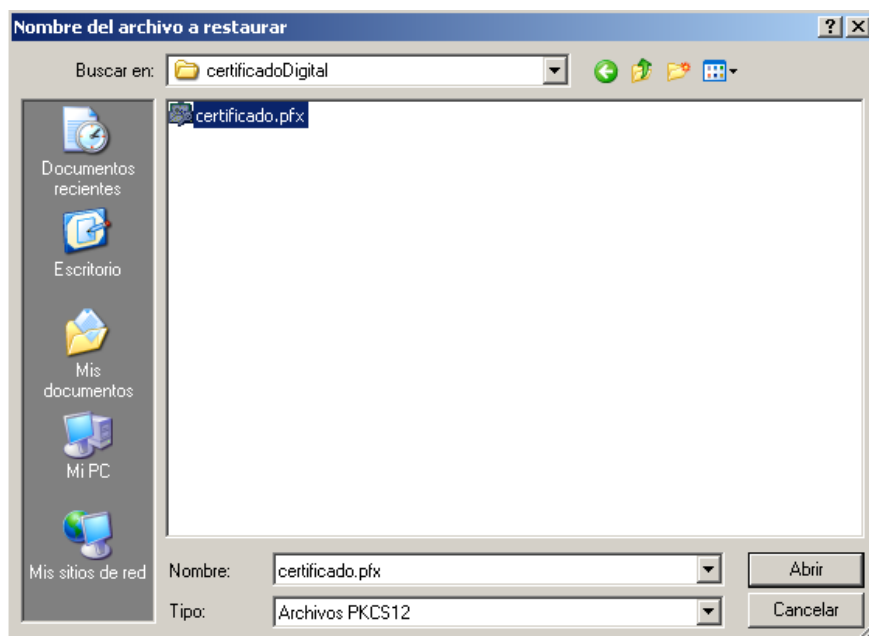 Nombre del archivo a restaurar
Buscar en:
certificadoDigital
certificado.pfx
Documentos
recientes
Escritorio
Mis
documentos
Mi PC
Mis sitios de red
Nombre:
certificado.pfx
Abrir
Tipo:
Archivos PKCS12
Cancelar